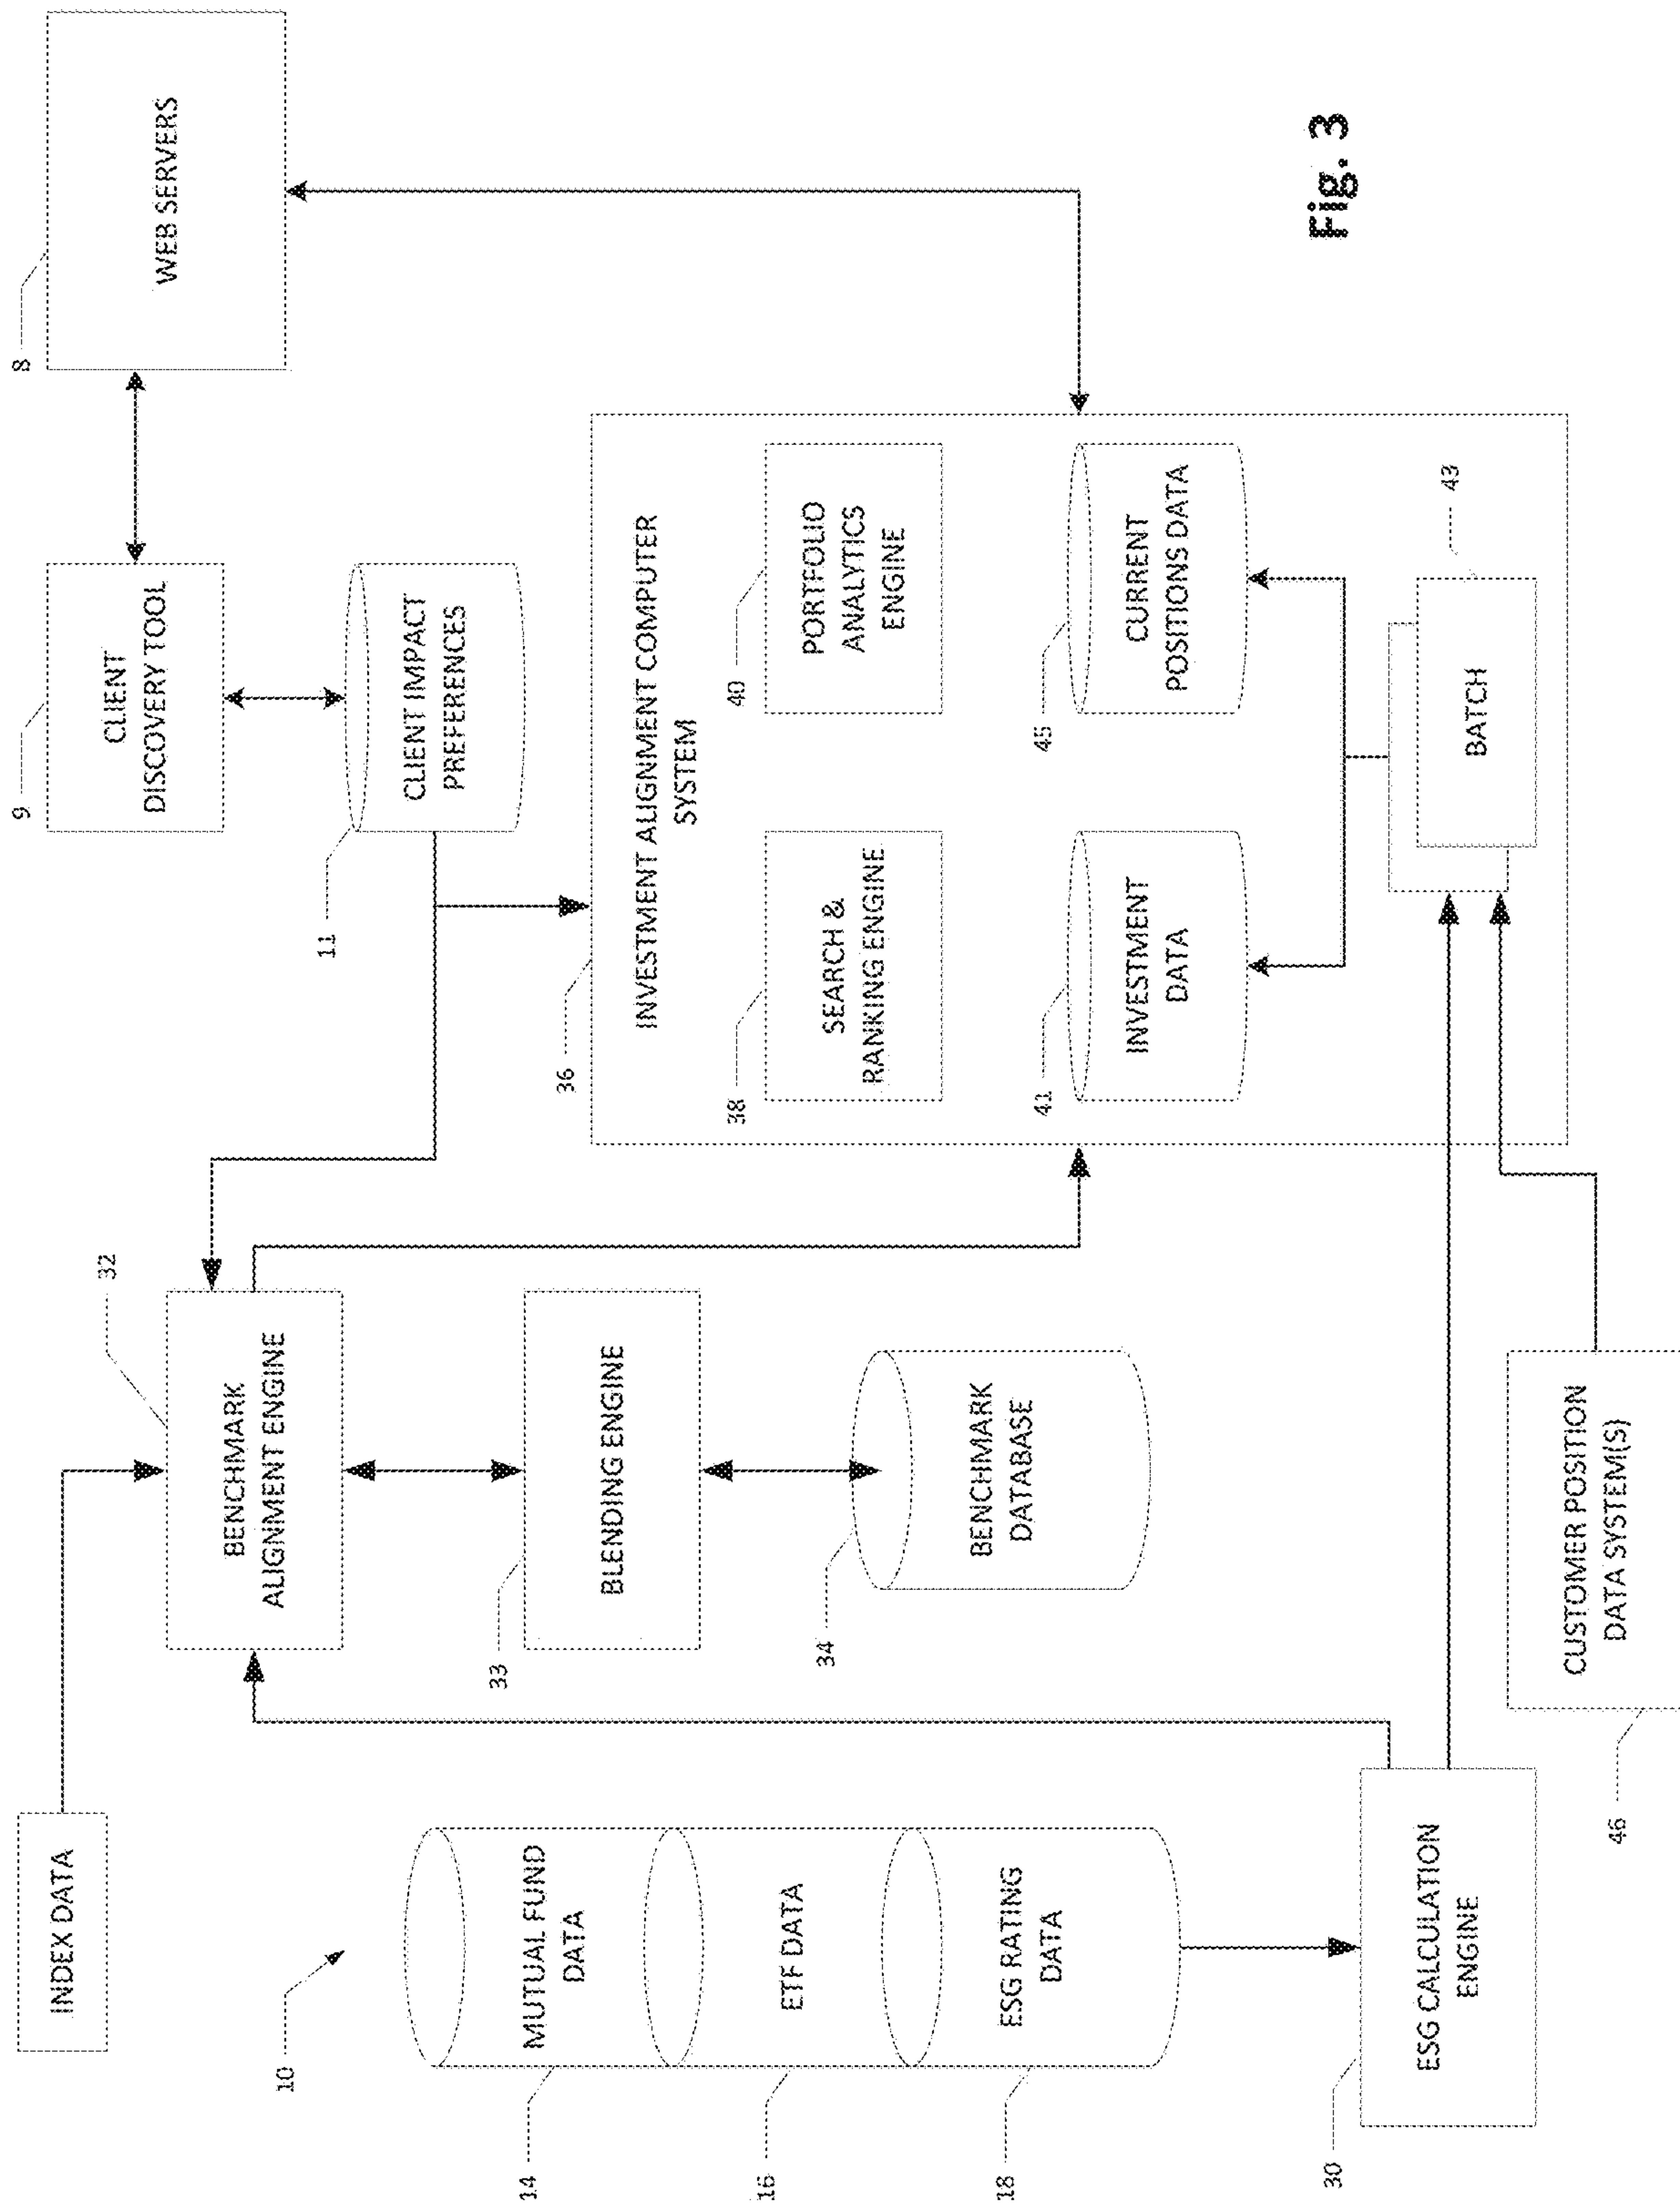 INDEX DATA
10
14
MUTUAL FUND
DATA
16
ETF DATA
18
ESG RATING
DATA
30
ESG CALCULATION
ENGINE
32
BENCHMARK
ALIGNMENT ENGINE
33
BLENDING ENGINE
34
BENCHMARK
DATABASE
46
CUSTOMER POSITION
DATA SYSTEM(S)
9
CLIENT
DISCOVERY TOOL
11
CLIENT IMPACT
PREFERENCES
8
WEB SERVERS
36
INVESTMENT ALIGNMENT COMPUTER
SYSTEM
38
SEARCH &
RANKING ENGINE
40
PORTFOLIO
ANALYTICS
ENGINE
41
INVESTMENT
DATA
45
CURRENT
POSITIONS DATA
43
BATCH
Fig. 3